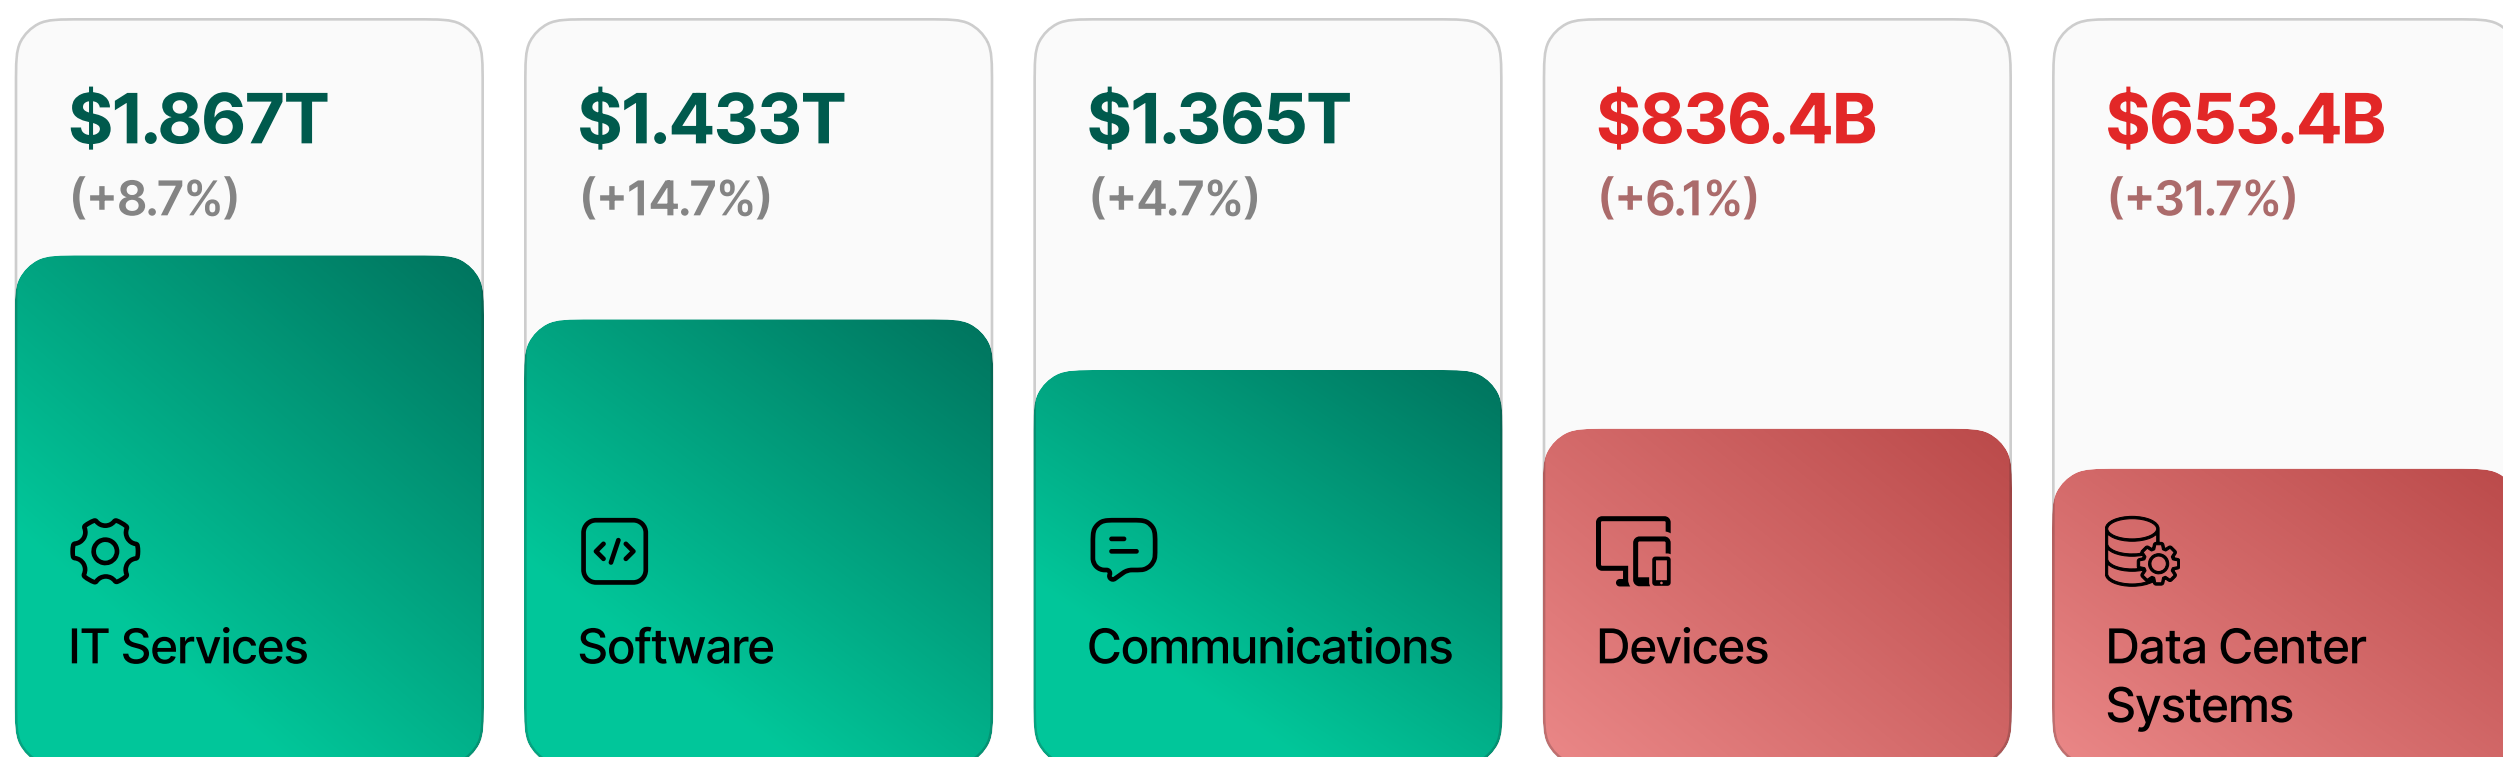 $1.867T
(+8.7%)
IT Services
$1.433T
(+14.7%)
Software
$1.365T
(+4.7%)
Communications
$836.4B
(+6.1%)
Devices
$653.4B
(+31.7%)
Data Center
Systems